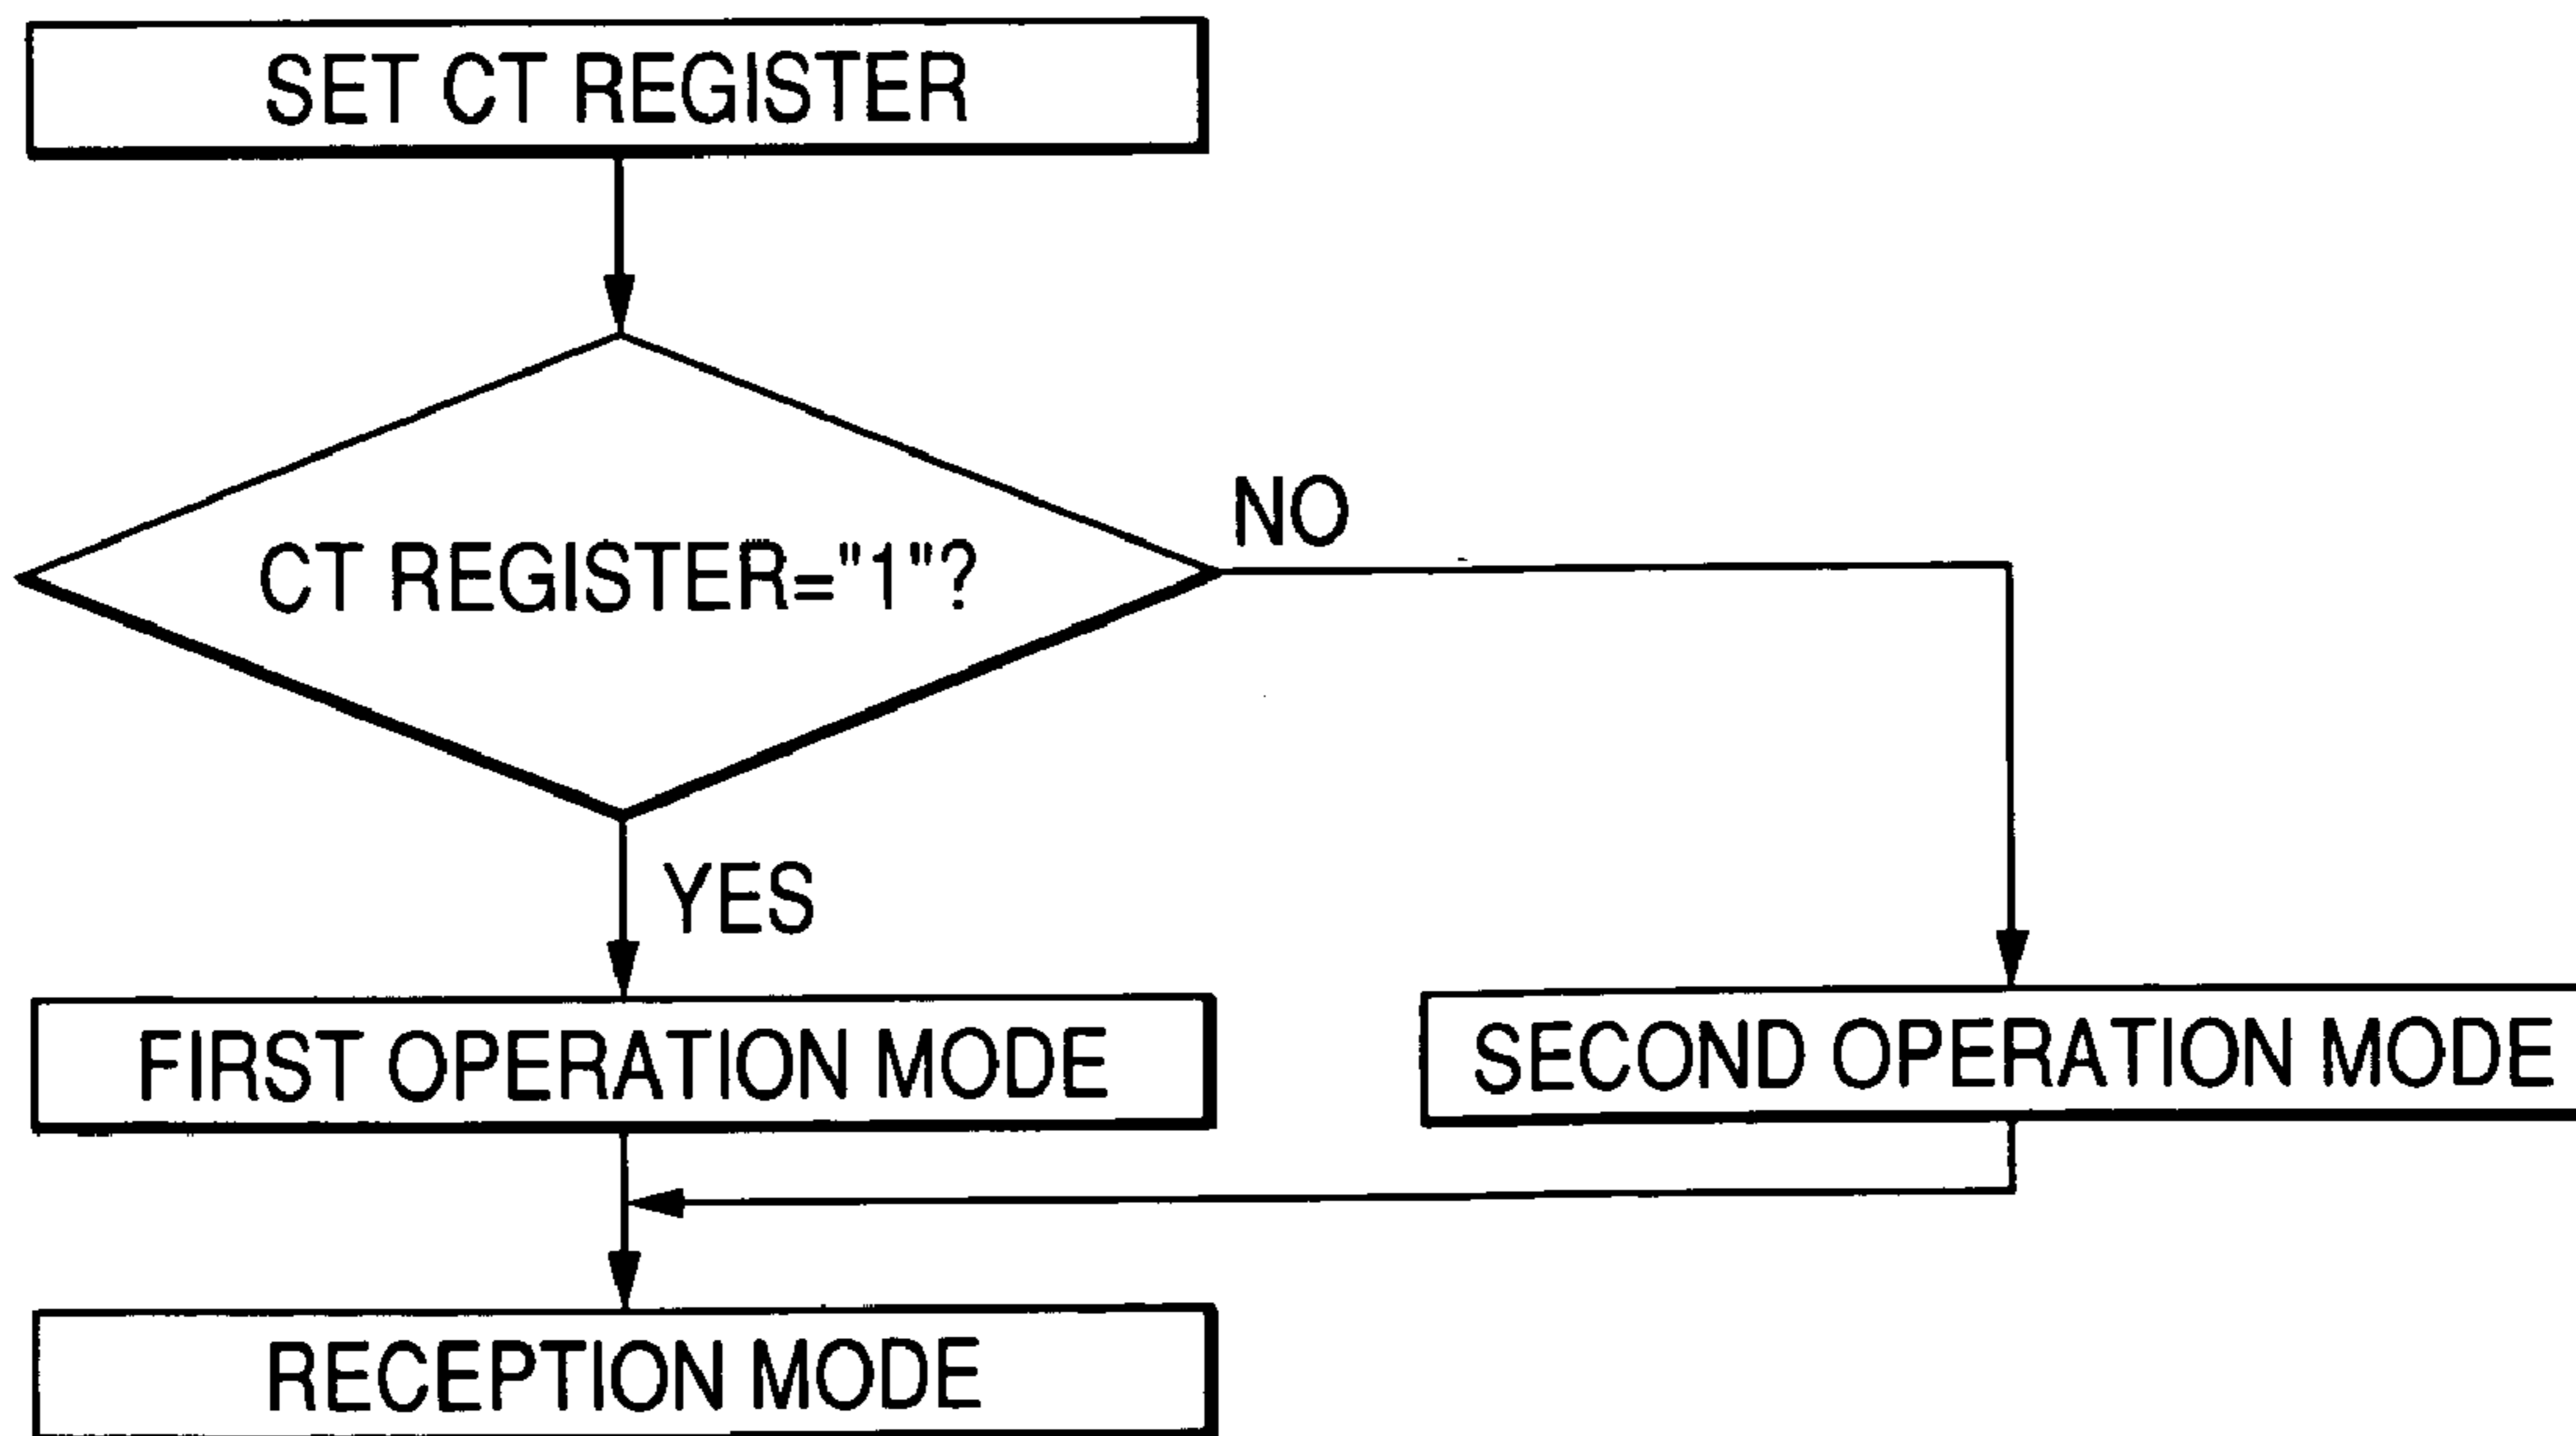 SET CT REGISTER
CT REGISTER="1"?
NO
YES
FIRST OPERATION MODE
SECOND OPERATION MODE
RECEPTION MODE